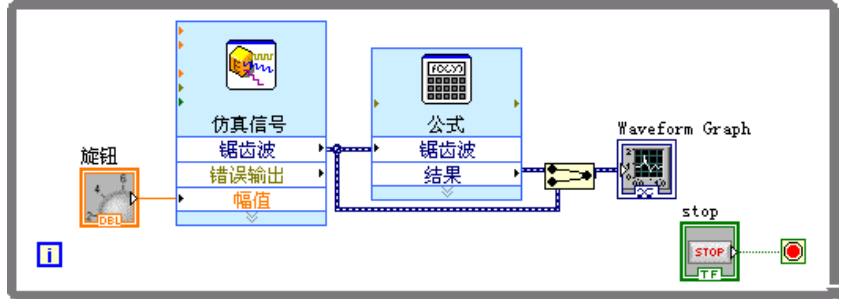 仿真信号
锯齿波
错误输出
幅值
公式
锯齿波
结果
旋钮
DBL
Waveform Graph
stop
STOP
TF
i